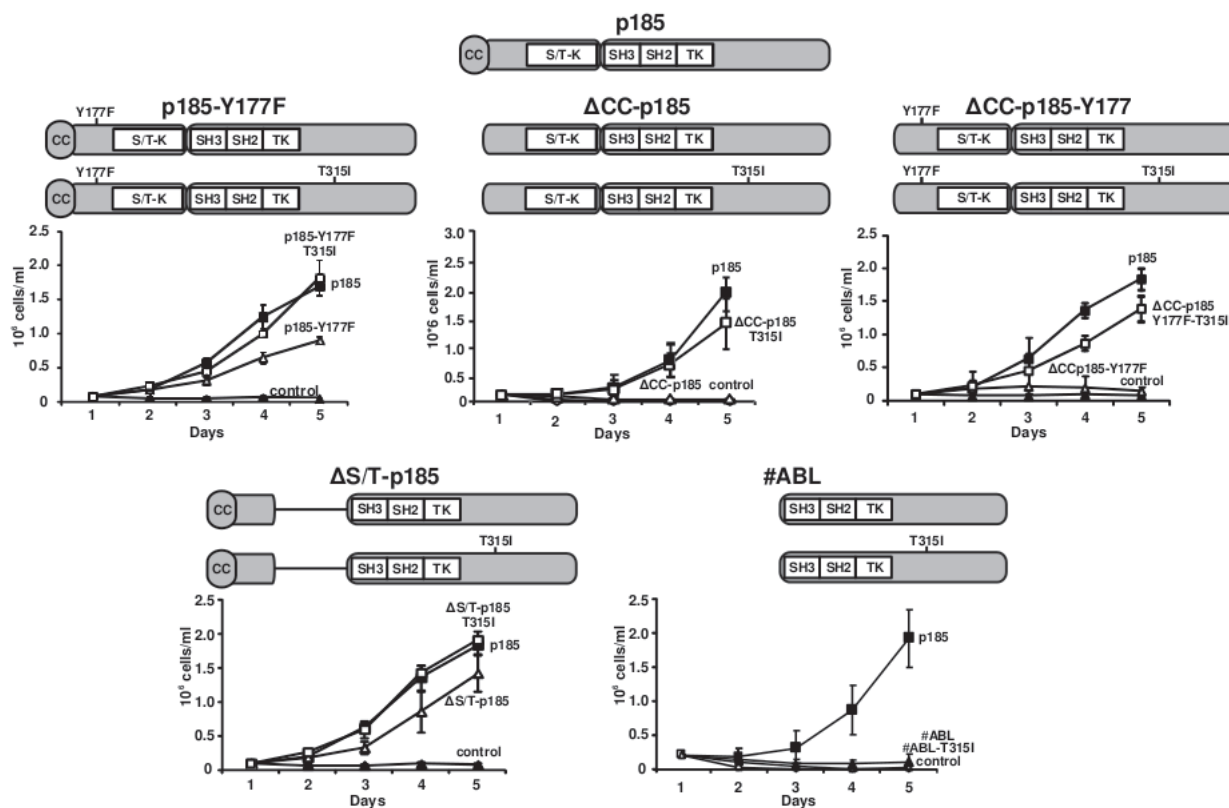 p185
CC S/T-K SH3 SH2 TK
p185-Y177F
Y177F
CC S/T-K SH3 SH2 TK
Y177F T315I
CC S/T-K SH3 SH2 TK
ΔCC-p185
S/T-K SH3 SH2 TK
T315I
S/T-K SH3 SH2 TK
ΔCC-p185-Y177
Y177F
S/T-K SH3 SH2 TK
Y177F T315I
S/T-K SH3 SH2 TK
2.5
2.0
1.5
1.0
0.5
0
10⁶ cells/ml
p185-Y177F
T315I
p185
p185-Y177F
control
1 2 3 4 5
Days
3.0
2.5
2.0
1.5
1.0
0.5
0
10*6 cells/ml
p185
ΔCC-p185
T315I
ΔCC-p185 control
1 2 3 4 5
Days
2.5
2.0
1.5
1.0
0.5
0
10⁶ cells/ml
p185
ΔCC-p185
Y177F-T315I
ΔCCp185-Y177F
control
1 2 3 4 5
Days
ΔS/T-p185
CC SH3 SH2 TK
T315I
CC SH3 SH2 TK
2.5
2.0
1.5
1.0
0.5
0
10⁶ cells/ml
ΔS/T-p185
T315I
p185
ΔS/T-p185
control
1 2 3 4 5
Days
#ABL
SH3 SH2 TK
T315I
SH3 SH2 TK
2.5
2.0
1.5
1.0
0.5
0
10⁶ cells/ml
p185
#ABL
#ABL-T315I
control
1 2 3 4 5
Days